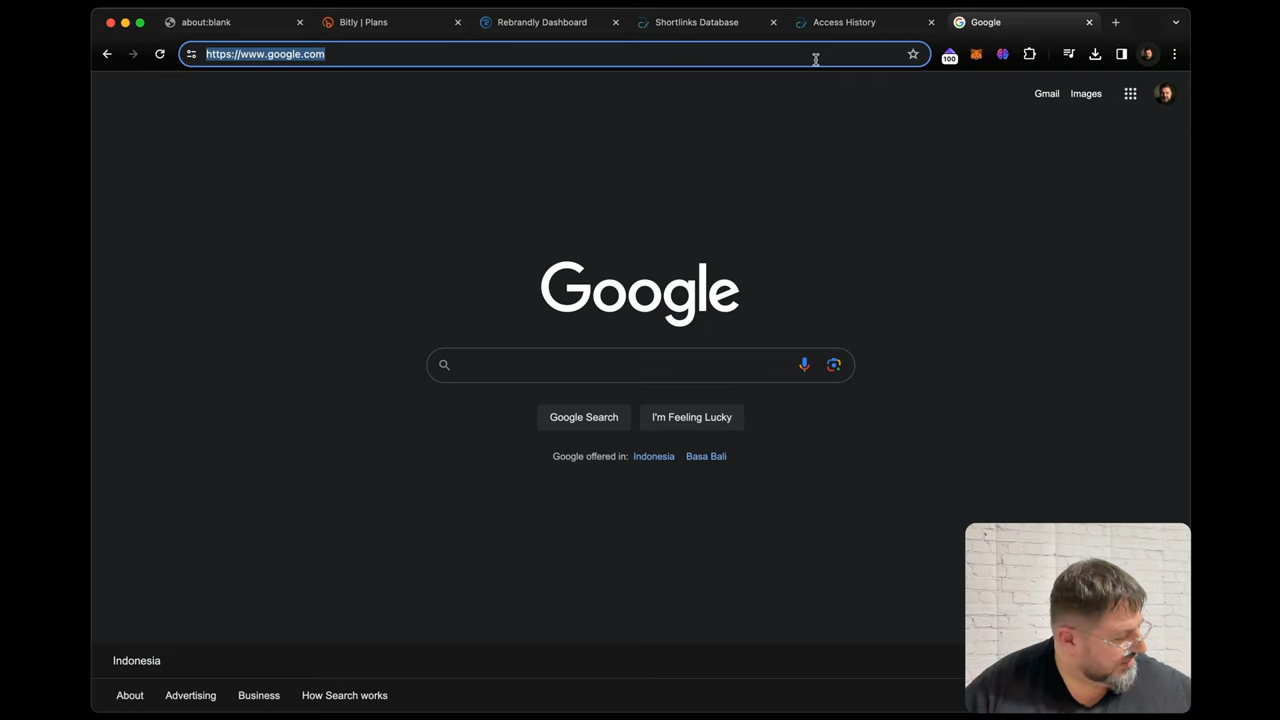 about:blank
Bitly | Plans
Rebrandly Dashboard
Shortlinks Database
Access History
Google
https://www.google.com
100
Gmail
Images
Google
Google Search
I'm Feeling Lucky
Google offered in: Indonesia Basa Bali
Indonesia
About
Advertising
Business
How Search works